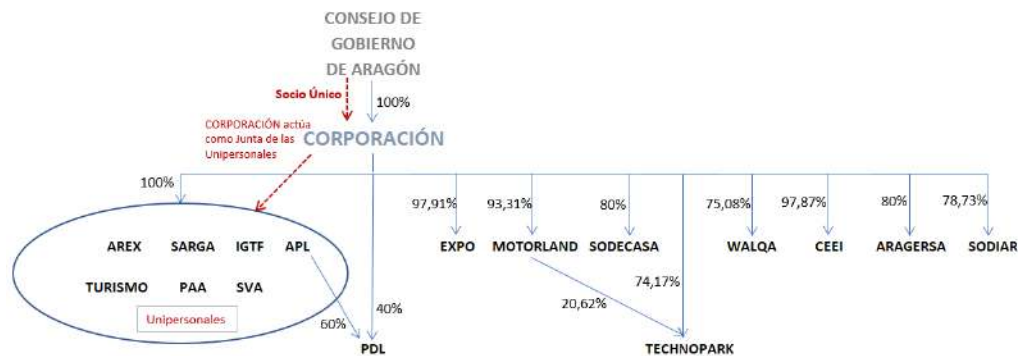 CONSEJO DE
GOBIERNO
DE ARAGÓN
Socio Único
100%
CORPORACIÓN actúa
como Junta de las
Unipersonales
CORPORACIÓN
100%
97,91%
93,31%
80%
75,08%
97,87%
80%
78,73%
AREX SARGA IGTF APL
EXPO MOTORLAND SODECASA WALQA CEEI ARAGERSA SODIAR
TURISMO PAA SVA
74,17%
20,62%
40%
60%
Unipersonales
PDL
TECHNOPARK